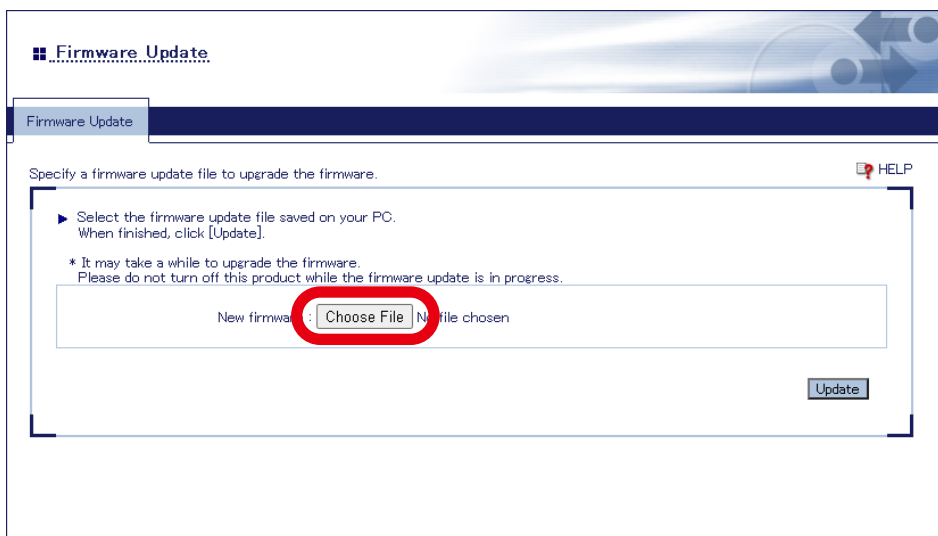 Firmware Update
Firmware Update
HELP
Specify a firmware update file to upgrade the firmware.
Select the firmware update file saved on your PC.
When finished, click [Update].
* It may take a while to upgrade the firmware.
Please do not turn off this product while the firmware update is in progress.
New firmware : Choose File No file chosen
Update